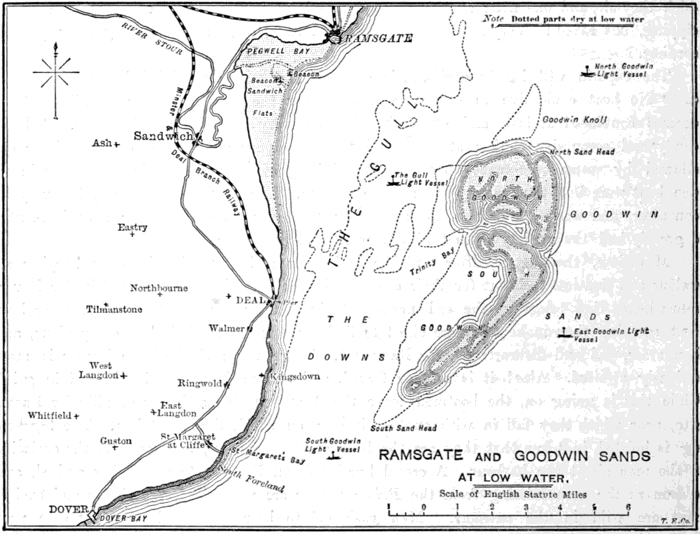 Note Dotted parts dry at low water
RIVER STOUR
RAMSGATE
PEGWELL BAY
North Goodwin
Light Vessel
Beacon
Beacon
Sandwich
Flats
Goodwin Knoll
Minster &
Deal Branch Railway
Sandwich
Ash
North Sand Head
The Gull
Light Vessel
THE GULL
NORTH
GOODWIN
GOODWIN
Eastry
Trinity Bay
SOUTH
GOODWIN
Northbourne
DEAL
Tilmanstone
SANDS
THE
DOWNS
Walmer
East Goodwin Light
Vessel
West
Langdon
Ringwold
Kingsdown
Whitfield
East
Langdon
South Sand Head
Guston
St Margaret
at Cliffe
St Margaret's Bay
South Goodwin
Light Vessel
South Foreland
DOVER
DOVER BAY
RAMSGATE AND GOODWIN SANDS
AT LOW WATER.
Scale of English Statute Miles
1 0 1 2 3 4 5 6
T. E. Co.